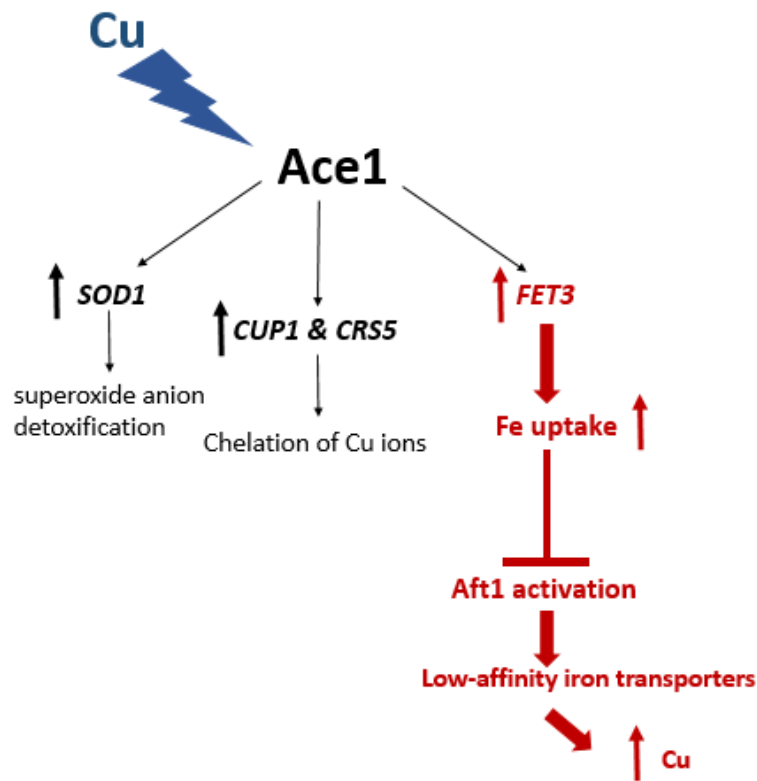 Cu
Ace1
SOD1
CUP1 & CRS5
FET3
superoxide anion
detoxification
Chelation of Cu ions
Fe uptake
Aft1 activation
Low-affinity iron transporters
Cu